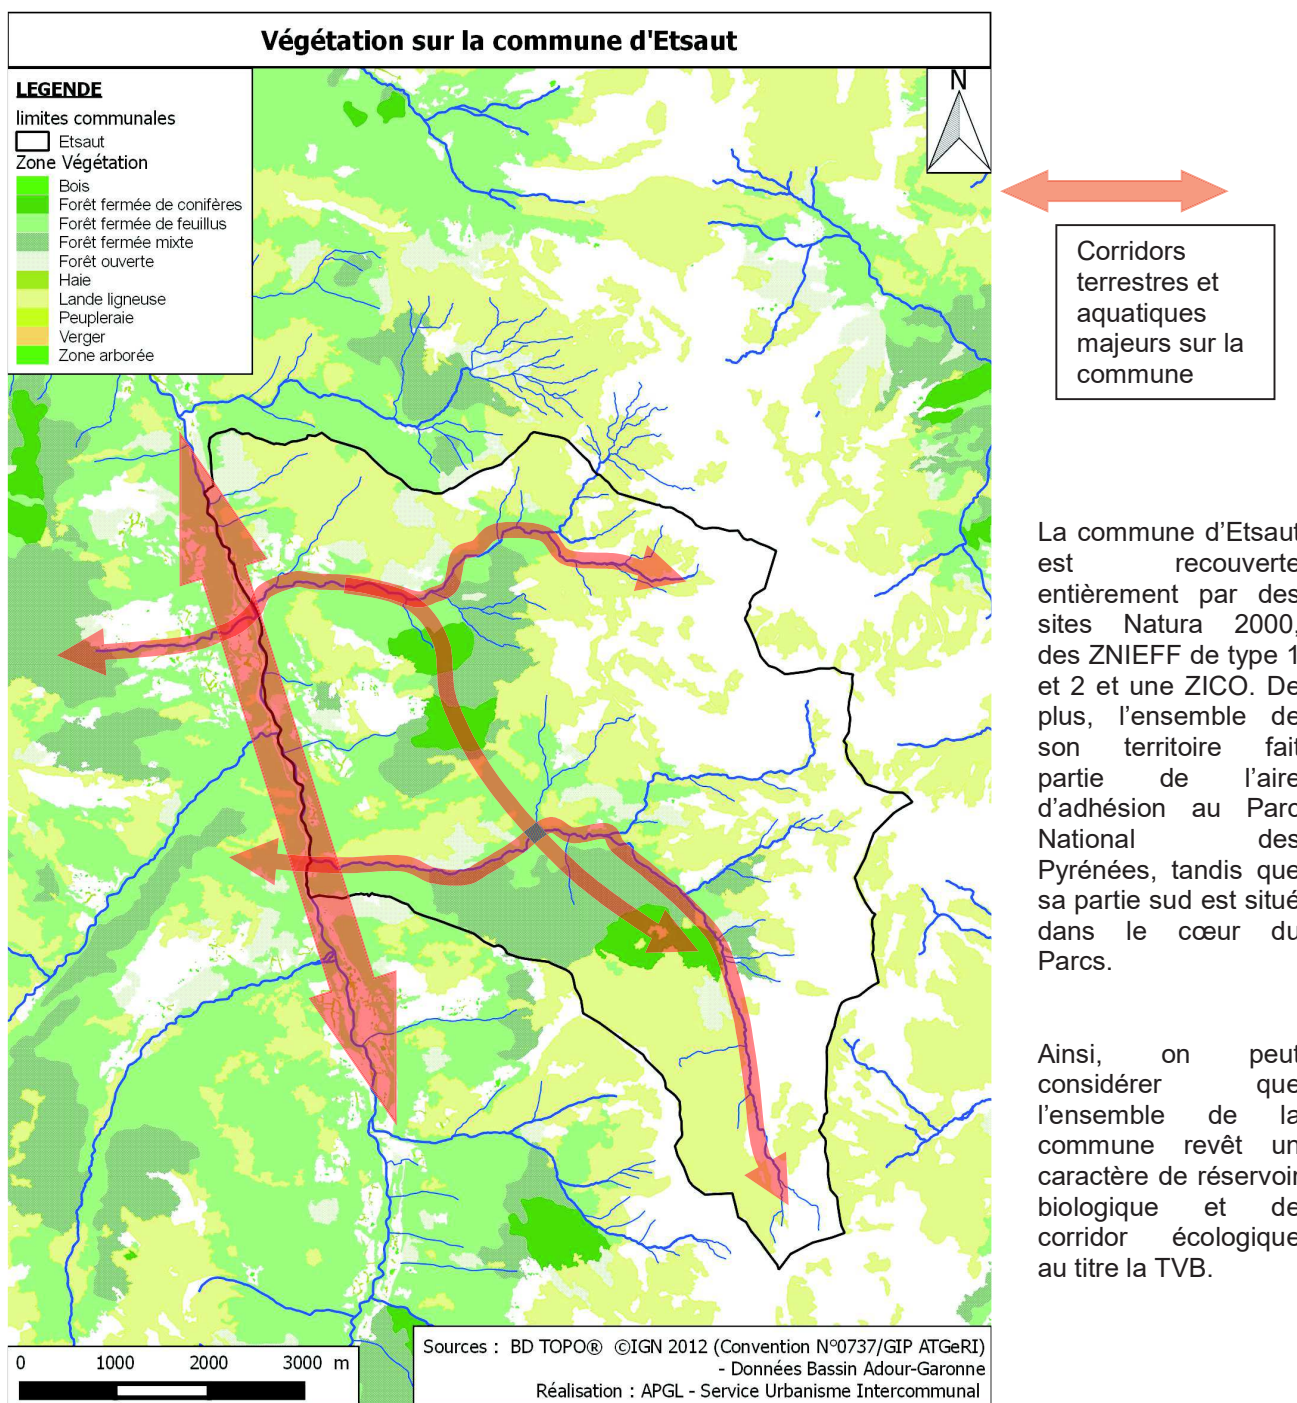 Végétation sur la commune d'Etsaut
LEGENDE
limites communales
Etsaut
Zone Végétation
Bois
Forêt fermée de conifères
Forêt fermée de feuillus
Forêt fermée mixte
Forêt ouverte
Haie
Lande ligneuse
Peupleraie
Verger
Zone arborée
N
Corridors
terrestres et
aquatiques
majeurs sur la
commune
La commune d’Etsaut
est recouverte
entièrement par des
sites Natura 2000,
des ZNIEFF de type 1
et 2 et une ZICO. De
plus, l’ensemble de
son territoire fait
partie de l’aire
d’adhésion au Parc
National des
Pyrénées, tandis que
sa partie sud est situé
dans le cœur du
Parcs.
Ainsi, on peut
considérer que
l’ensemble de la
commune revêt un
caractère de réservoir
biologique et de
corridor écologique
au titre la TVB.
0 1000 2000 3000 m
Sources : BD TOPO® ©IGN 2012 (Convention N°0737/GIP ATGeRI)
- Données Bassin Adour-Garonne
Réalisation : APGL - Service Urbanisme Intercommunal